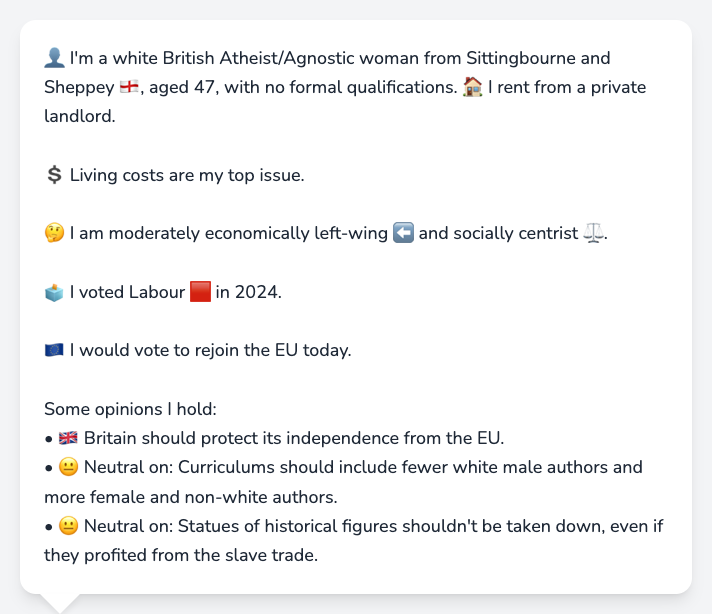 👤 I'm a white British Atheist/Agnostic woman from Sittingbourne and
Sheppey 🏴󠁧󠁢󠁥󠁮󠁧󠁿, aged 47, with no formal qualifications. 🏠 I rent from a private
landlord.
💲 Living costs are my top issue.
🤔 I am moderately economically left-wing ⬅️ and socially centrist ⚖️.
🗳️ I voted Labour 🟥 in 2024.
🇪🇺 I would vote to rejoin the EU today.
Some opinions I hold:
• 🇬🇧 Britain should protect its independence from the EU.
• 😐 Neutral on: Curriculums should include fewer white male authors and
more female and non-white authors.
• 😐 Neutral on: Statues of historical figures shouldn't be taken down, even if
they profited from the slave trade.